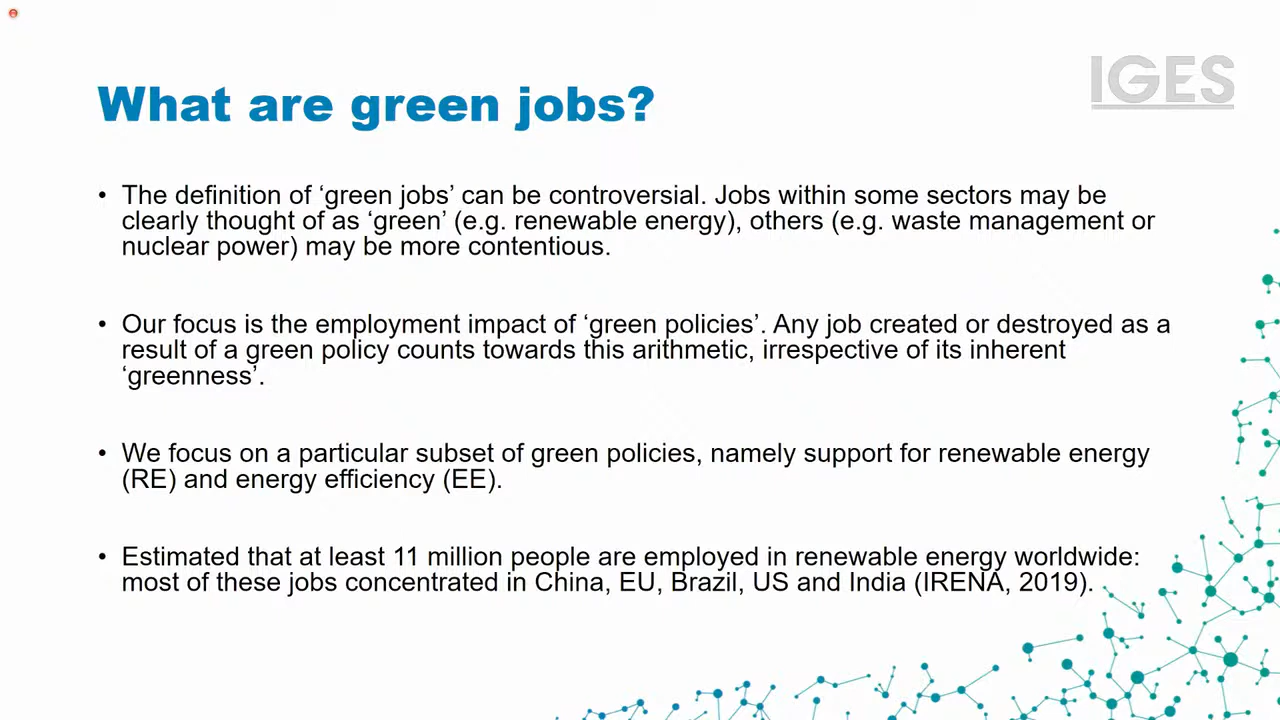 IGES
What are green jobs?
• The definition of ‘green jobs’ can be controversial. Jobs within some sectors may be
clearly thought of as ‘green’ (e.g. renewable energy), others (e.g. waste management or
nuclear power) may be more contentious.
• Our focus is the employment impact of ‘green policies’. Any job created or destroyed as a
result of a green policy counts towards this arithmetic, irrespective of its inherent
‘greenness’.
• We focus on a particular subset of green policies, namely support for renewable energy
(RE) and energy efficiency (EE).
• Estimated that at least 11 million people are employed in renewable energy worldwide:
most of these jobs concentrated in China, EU, Brazil, US and India (IRENA, 2019).